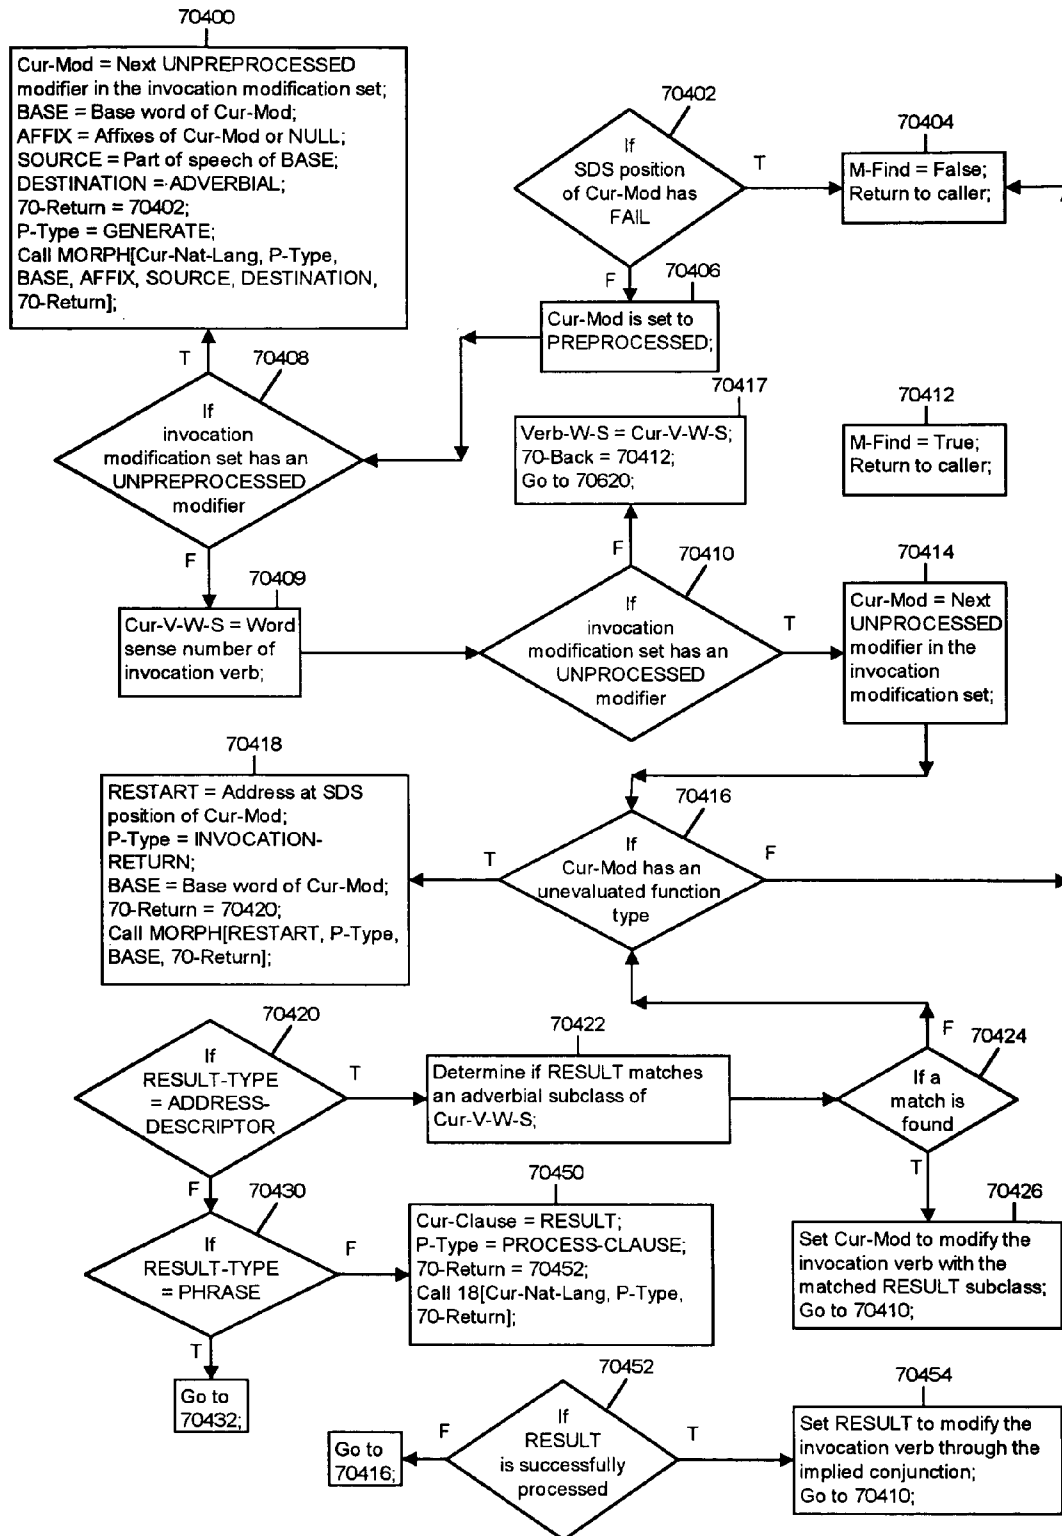 70400
Cur-Mod = Next UNPREPROCESSED
modifier in the invocation modification set;
BASE = Base word of Cur-Mod;
AFFIX = Affixes of Cur-Mod or NULL;
SOURCE = Part of speech of BASE;
DESTINATION = ADVERBIAL;
70-Return = 70402;
P-Type = GENERATE;
Call MORPH[Cur-Nat-Lang, P-Type,
BASE, AFFIX, SOURCE, DESTINATION,
70-Return];
70402
If
SDS position
of Cur-Mod has
FAIL
T
F
70404
M-Find = False;
Return to caller;
70406
Cur-Mod is set to
PREPROCESSED;
T
70408
If
invocation
modification set has an
UNPREPROCESSED
modifier
F
70417
Verb-W-S = Cur-V-W-S;
70-Back = 70412;
Go to 70620;
70412
M-Find = True;
Return to caller;
70409
Cur-V-W-S = Word
sense number of
invocation verb;
F
70410
If
invocation
modification set has an
UNPROCESSED
modifier
T
70414
Cur-Mod = Next
UNPROCESSED
modifier in the
invocation
modification set;
70418
RESTART = Address at SDS
position of Cur-Mod;
P-Type = INVOCATION-
RETURN;
BASE = Base word of Cur-Mod;
70-Return = 70420;
Call MORPH[RESTART, P-Type,
BASE, 70-Return];
70416
T
If
Cur-Mod has an
unevaluated function
type
F
70420
If
RESULT-TYPE
= ADDRESS-
DESCRIPTOR
T
F
70422
Determine if RESULT matches
an adverbial subclass of
Cur-V-W-S;
F
70424
If a
match is
found
T
70426
Set Cur-Mod to modify the
invocation verb with the
matched RESULT subclass;
Go to 70410;
70430
If
RESULT-TYPE
= PHRASE
F
T
Go to
70432;
70450
Cur-Clause = RESULT;
P-Type = PROCESS-CLAUSE;
70-Return = 70452;
Call 18[Cur-Nat-Lang, P-Type,
70-Return];
70452
If
RESULT
is successfully
processed
F
Go to
70416;
T
70454
Set RESULT to modify the
invocation verb through the
implied conjunction;
Go to 70410;